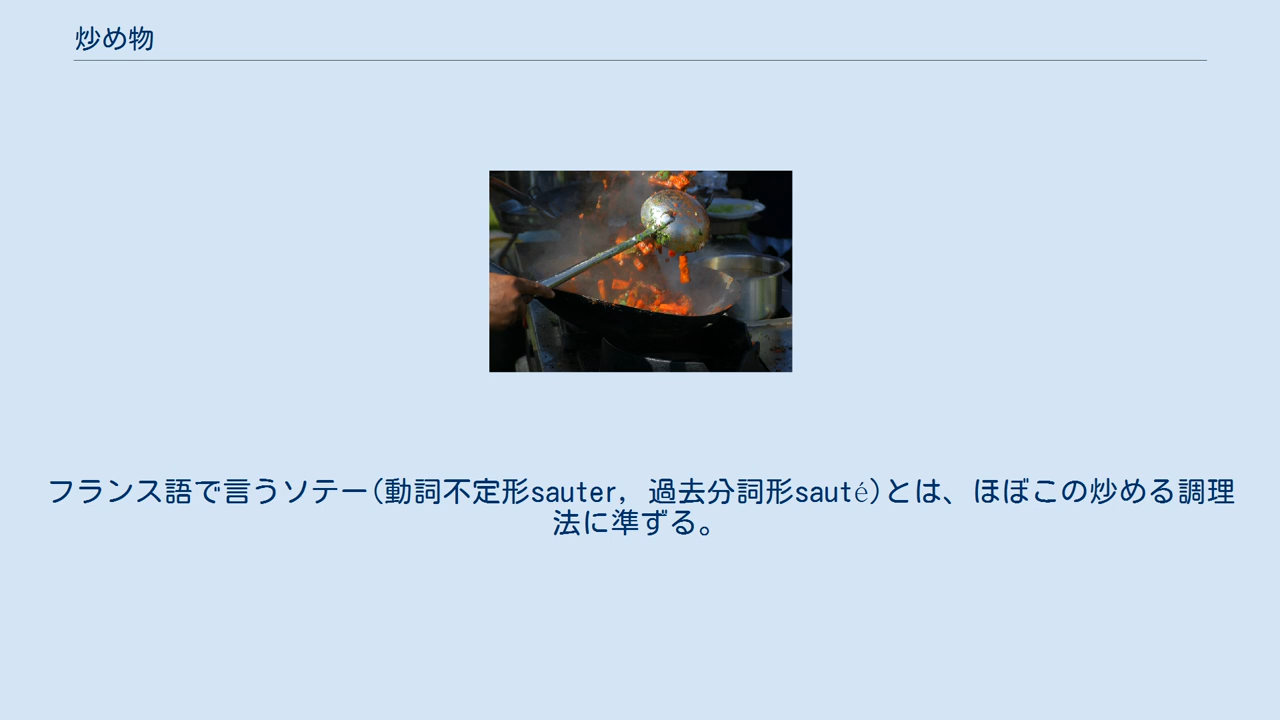 炒め物
フランス語で言うソテー(動詞不定形sauter, 過去分詞形sauté)とは、ほぼこの炒める調理
法に準ずる。